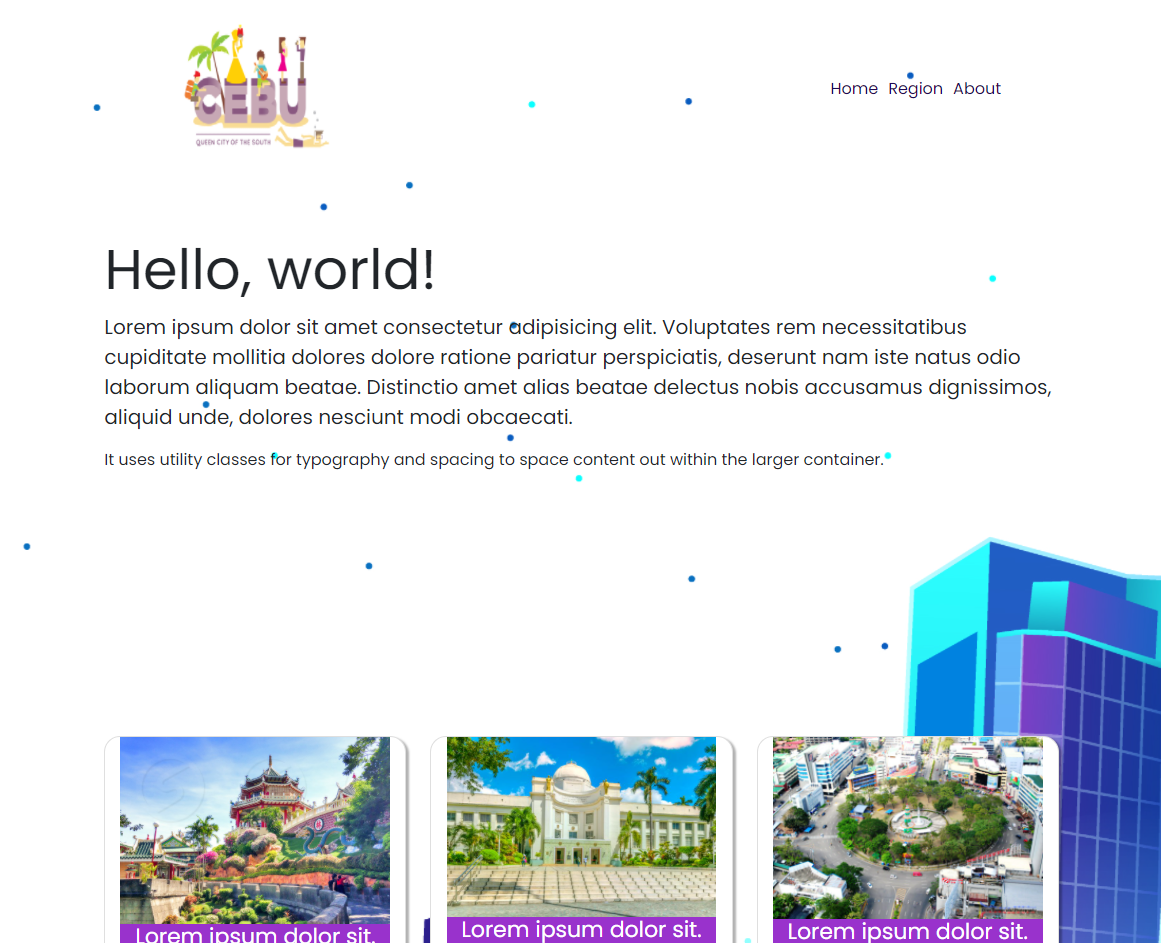 CEBU
QUEEN CITY OF THE SOUTH
Home Region About
Hello, world!
Lorem ipsum dolor sit amet consectetur adipisicing elit. Voluptates rem necessitatibus
cupiditate mollitia dolores dolore ratione pariatur perspiciatis, deserunt nam iste natus odio
laborum aliquam beatae. Distinctio amet alias beatae delectus nobis accusamus dignissimos,
aliquid unde, dolores nesciunt modi obcaecati.
It uses utility classes for typography and spacing to space content out within the larger container.
Lorem ipsum dolor sit. Lorem ipsum dolor sit. Lorem ipsum dolor sit.